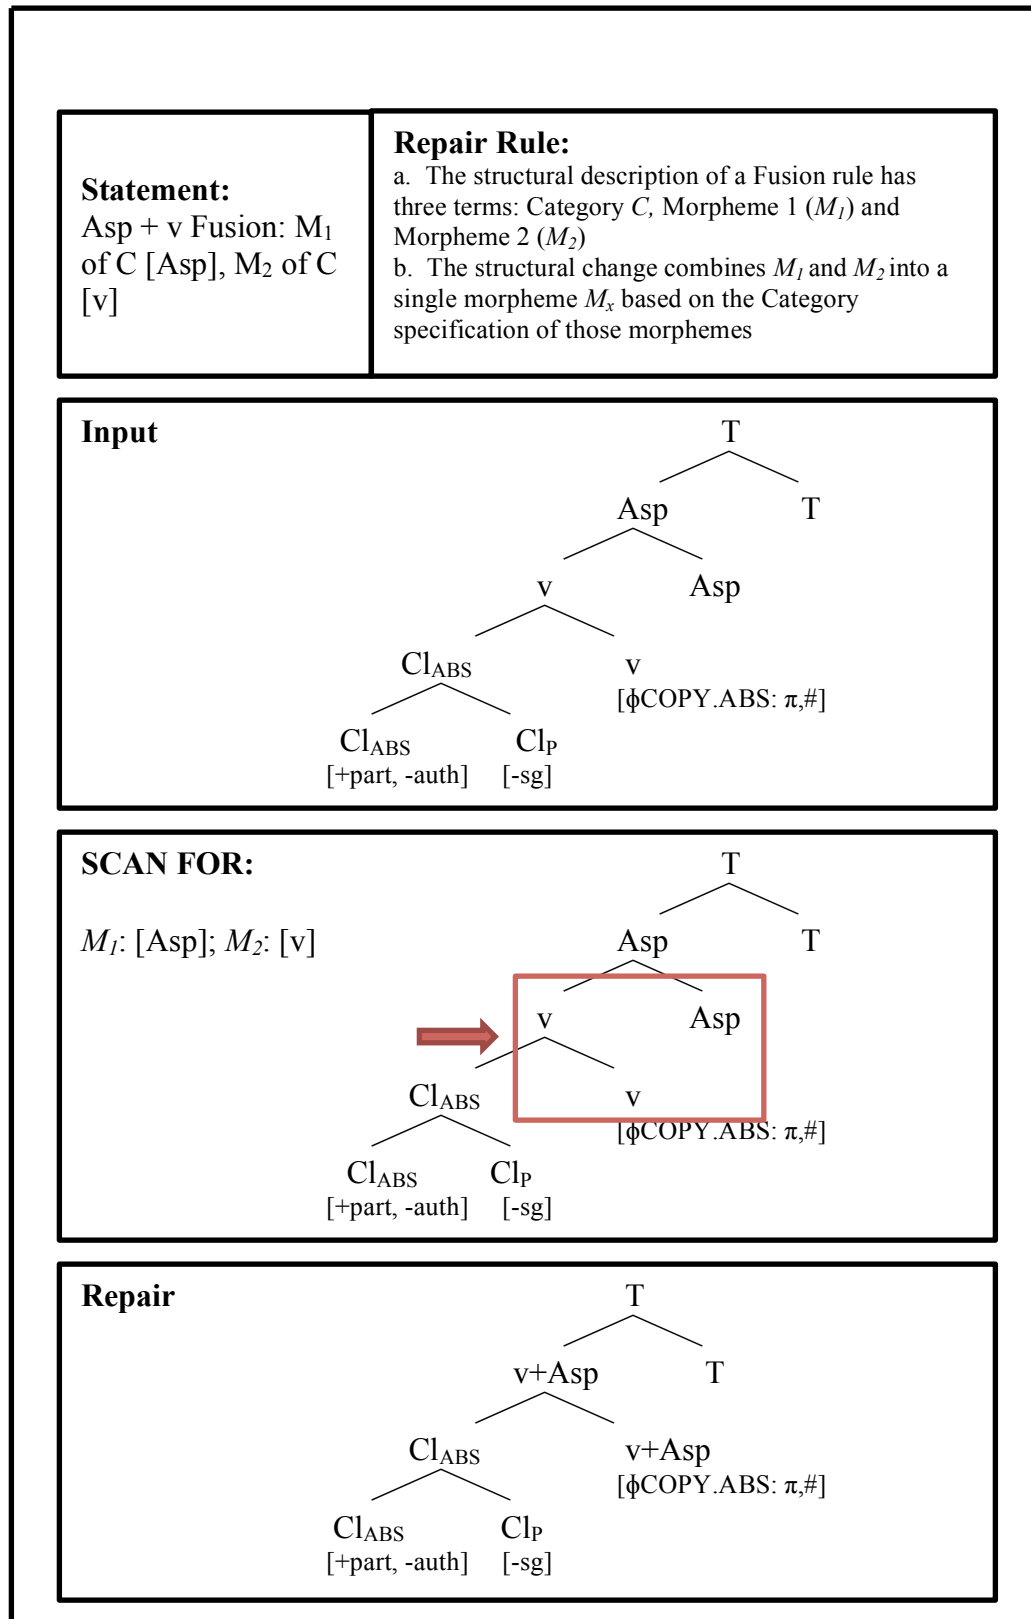 Statement:
Asp + v Fusion: M1
of C [Asp], M2 of C
[v]
Repair Rule:
a. The structural description of a Fusion rule has
three terms: Category C, Morpheme 1 (M1) and
Morpheme 2 (M2)
b. The structural change combines M1 and M2 into a
single morpheme Mx based on the Category
specification of those morphemes
Input
T
Asp T
v Asp
ClABS v
[ϕCOPY.ABS: π,#]
ClABS ClP
[+part, -auth] [-sg]
SCAN FOR:
M1: [Asp]; M2: [v]
T
Asp T
v Asp
ClABS v
[ϕCOPY.ABS: π,#]
ClABS ClP
[+part, -auth] [-sg]
Repair
T
v+Asp T
ClABS v+Asp
[ϕCOPY.ABS: π,#]
ClABS ClP
[+part, -auth] [-sg]